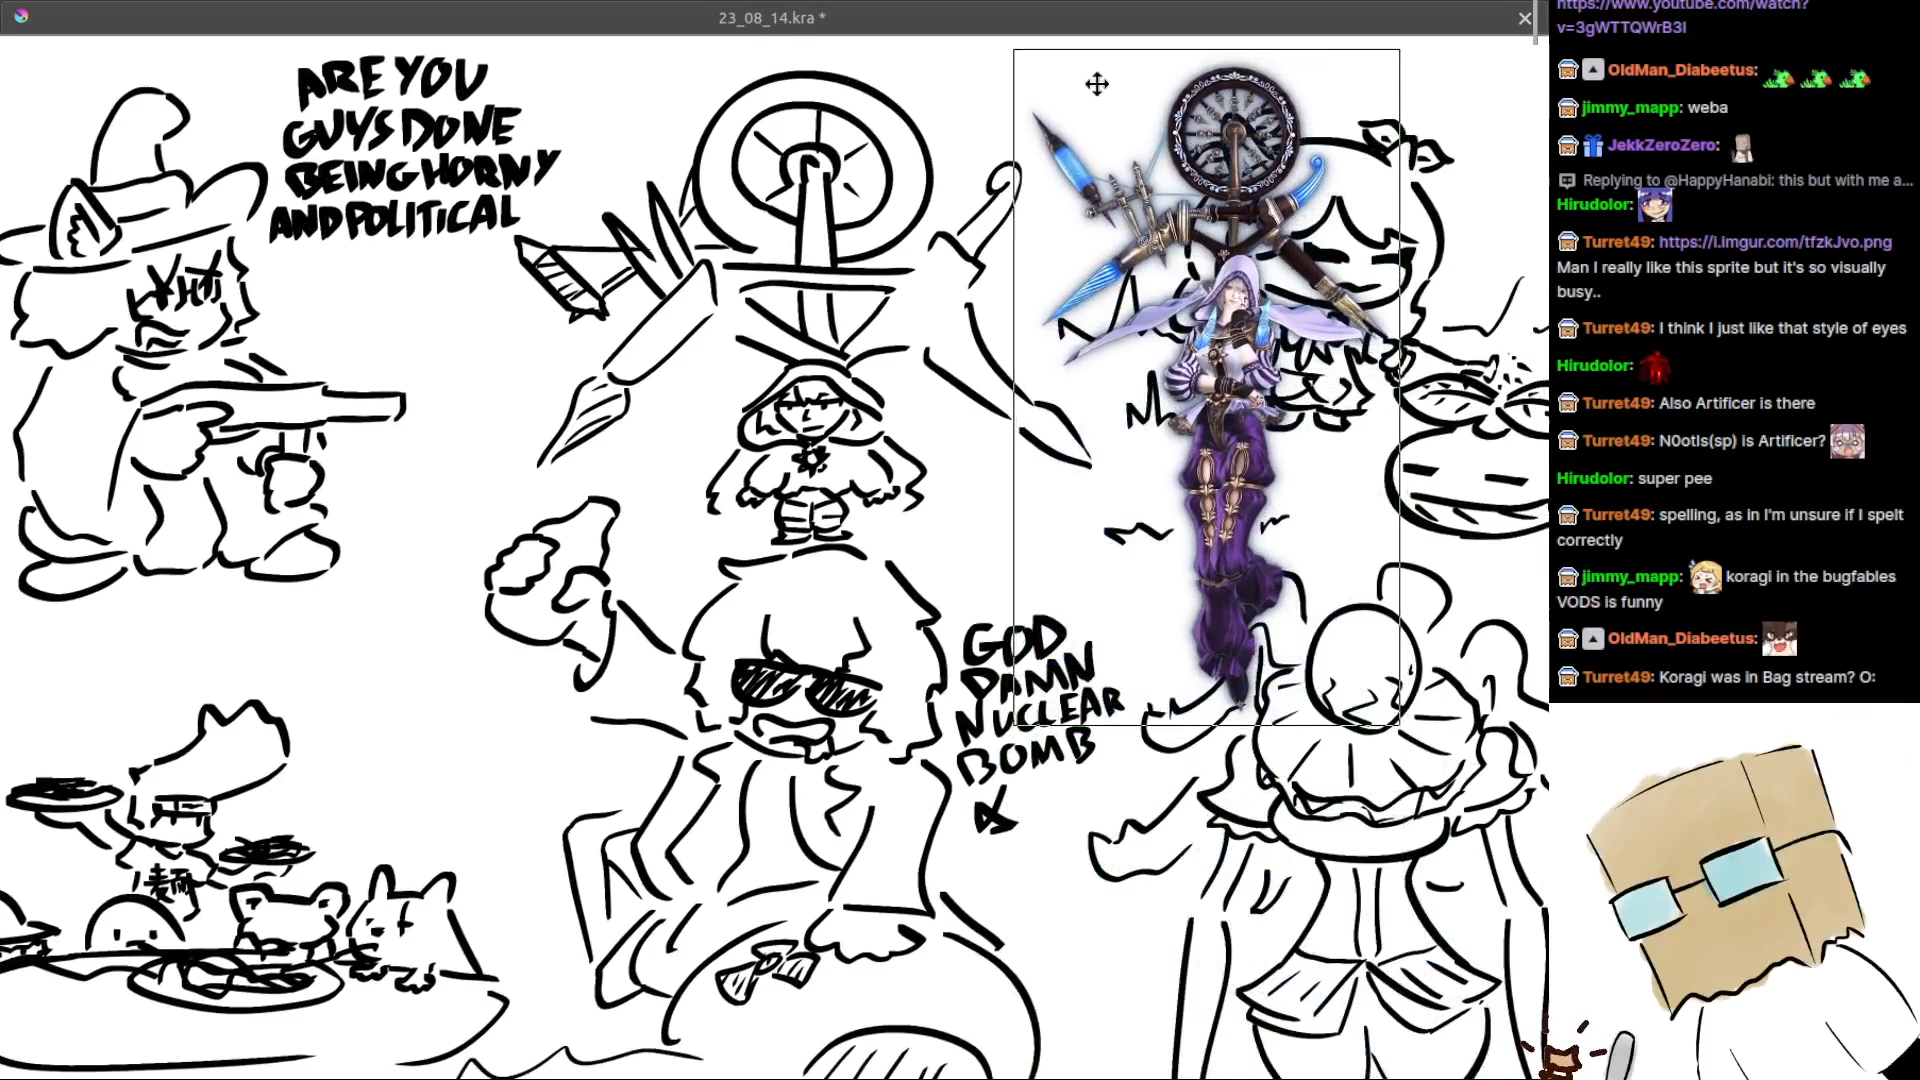 23_08_14.kra *
ARE YOU
GUYS DONE
BEING HORNY
AND POLITICAL
GOD
DAMN
NUCLEAR
BOMB
麺
https://www.youtube.com/watch?
v=3gWTTQWrB3I
OldMan_Diabeetus:
jimmy_mapp: weba
JekkZeroZero:
Replying to @HappyHanabi: this but with me a...
Hirudolor:
Turret49: https://i.imgur.com/tfzkJvo.png
Man I really like this sprite but it's so visually
busy..
Turret49: I think I just like that style of eyes
Hirudolor:
Turret49: Also Artificer is there
Turret49: N0otls(sp) is Artificer?
Hirudolor: super pee
Turret49: spelling, as in I'm unsure if I spelt
correctly
jimmy_mapp: koragi in the bugfables
VODS is funny
OldMan_Diabeetus:
Turret49: Koragi was in Bag stream? O: